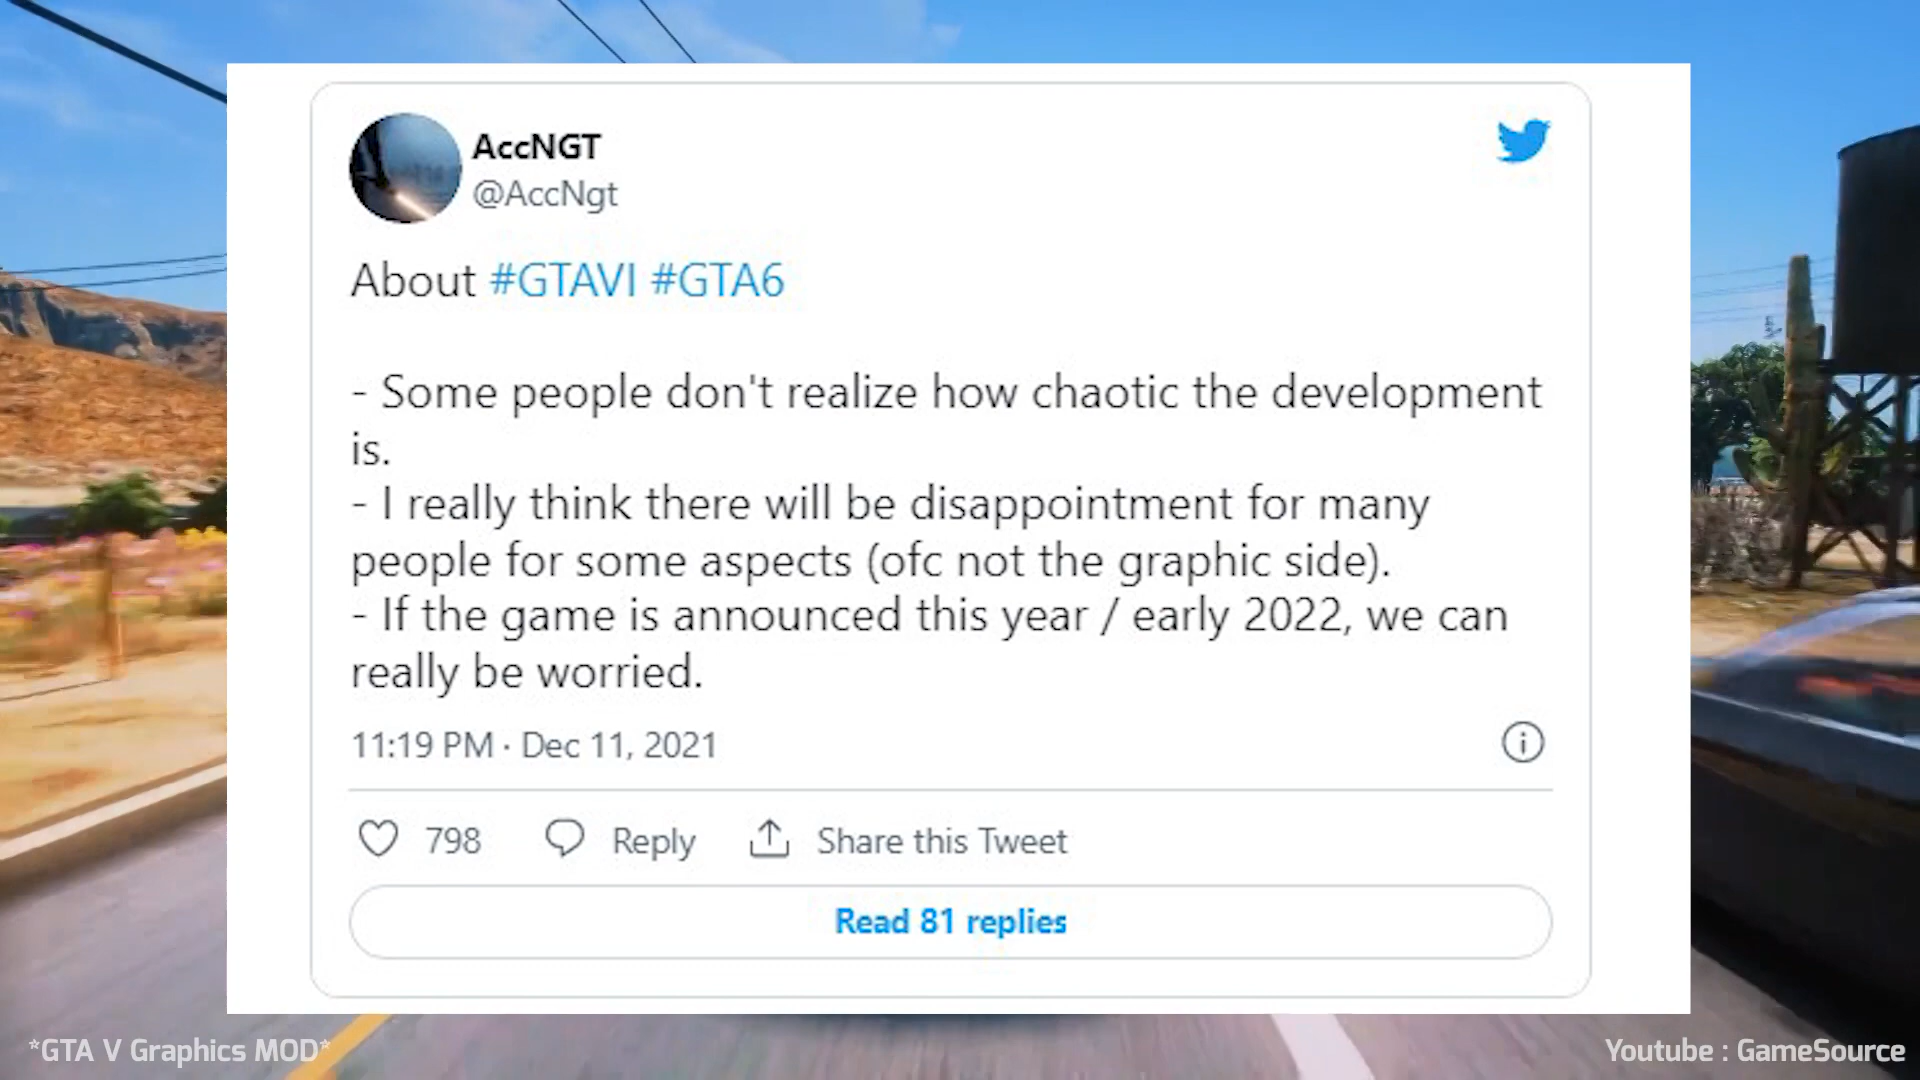 AccNGT
@AccNgt
About #GTAVI #GTA6
- Some people don't realize how chaotic the development
is.
- I really think there will be disappointment for many
people for some aspects (ofc not the graphic side).
- If the game is announced this year / early 2022, we can
really be worried.
11:19 PM · Dec 11, 2021
798 Reply Share this Tweet
Read 81 replies
*GTA V Graphics MOD*
Youtube : GameSource